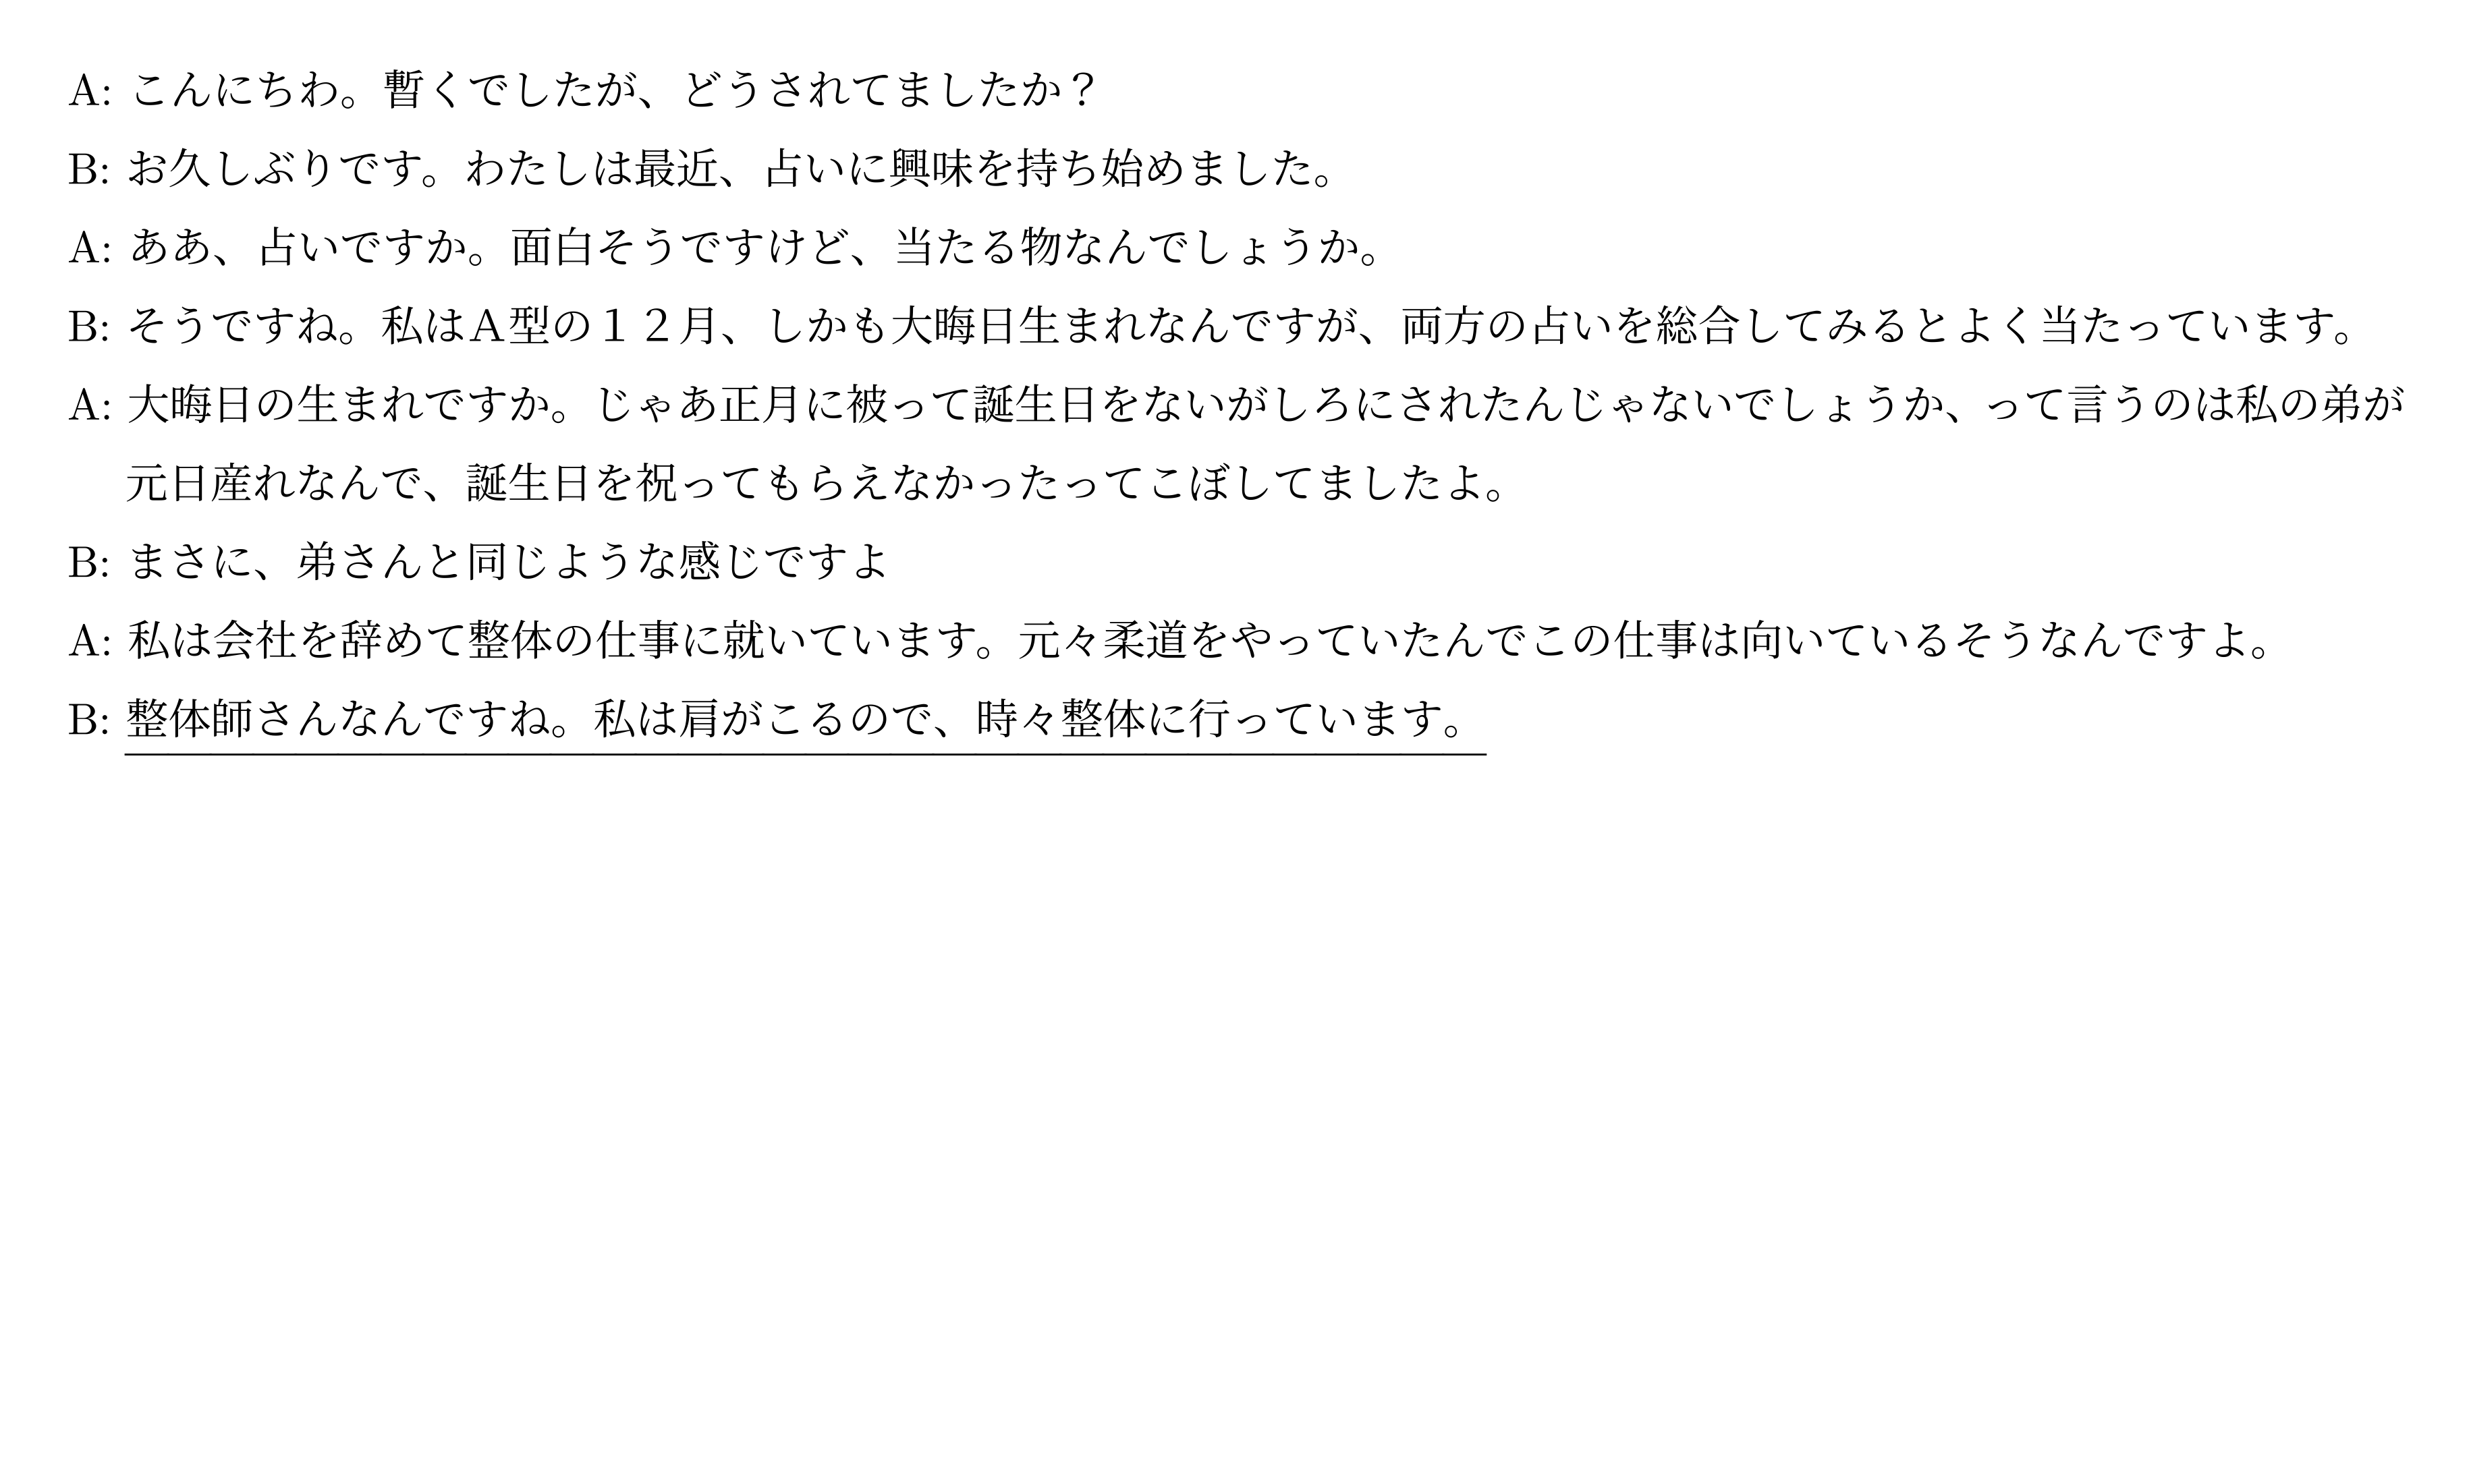 A: こんにちわ。暫くでしたが、どうされてましたか？
B: お久しぶりです。わたしは最近、占いに興味を持ち始めました。
A: ああ、占いですか。面白そうですけど、当たる物なんでしょうか。
B: そうですね。私はＡ型の１２月、しかも大晦日生まれなんですが、両方の占いを総合してみるとよく当たっています。
A: 大晦日の生まれですか。じゃあ正月に被って誕生日をないがしろにされたんじゃないでしょうか、って言うのは私の弟が
元日産れなんで、誕生日を祝ってもらえなかったってこぼしてましたよ。
B: まさに、弟さんと同じような感じですよ
A: 私は会社を辞めて整体の仕事に就いています。元々柔道をやっていたんでこの仕事は向いているそうなんですよ。
B: 整体師さんなんですね。私は肩がこるので、時々整体に行っています。